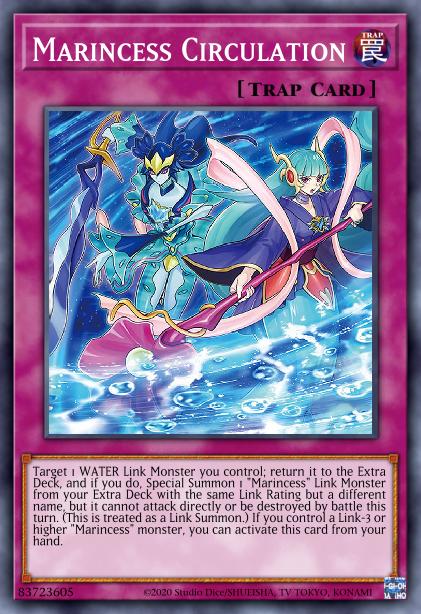 MARINCESS CIRCULATION
TRAP
罠
[TRAP CARD]
Target 1 WATER Link Monster you control; return it to the Extra
Deck, and if you do, Special Summon 1 "Marincess" Link Monster
from your Extra Deck with the same Link Rating but a different
name, but it cannot attack directly or be destroyed by battle this
turn. (This is treated as a Link Summon.) If you control a Link-3 or
higher "Marincess" monster, you can activate this card from your
hand.
83723605
©2020 Studio Dice/SHUEISHA, TV TOKYO, KONAMI